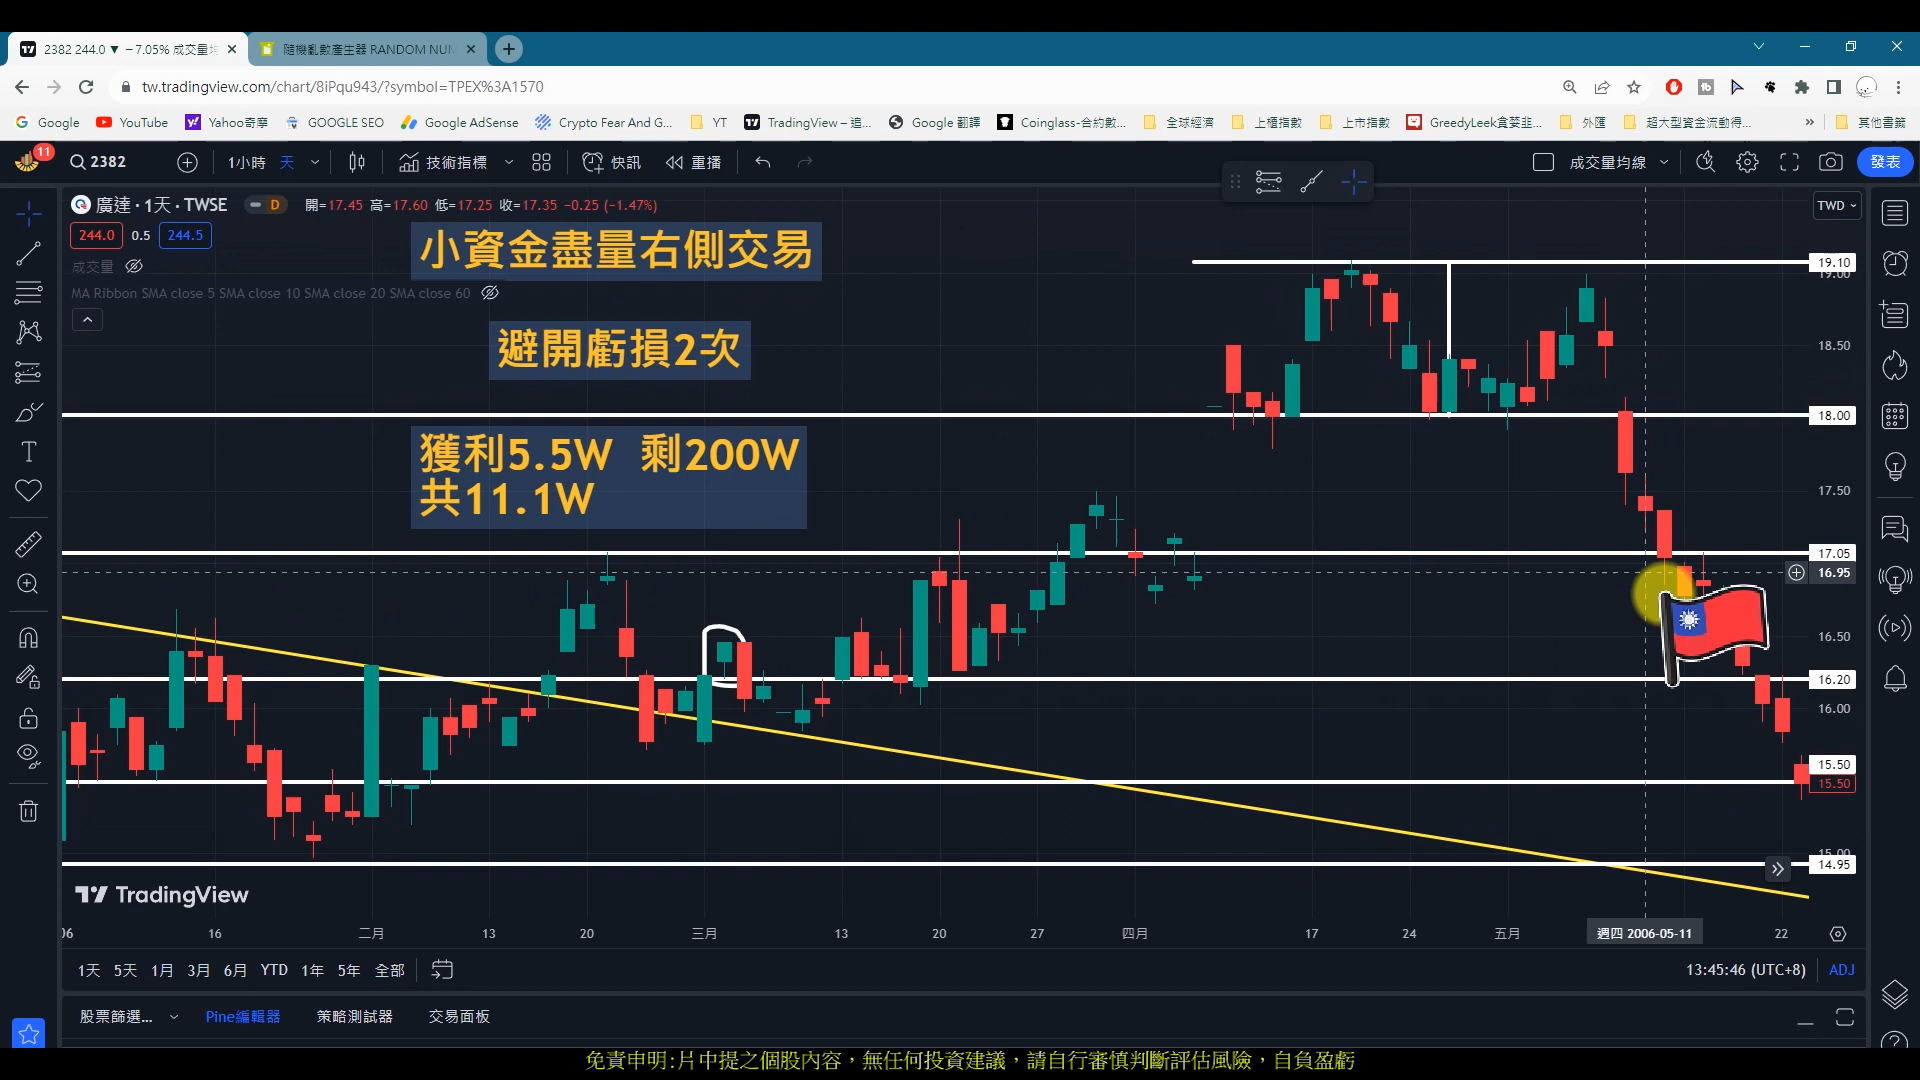 2382 244.0 ▼ −7.05% 成交量均
隨機亂數產生器 RANDOM NUM
tw.tradingview.com/chart/8iPqu943/?symbol=TPEX%3A1570
Google YouTube Yahoo奇摩 GOOGLE SEO Google AdSense Crypto Fear And G... YT TradingView – 追... Google 翻譯 Coinglass-合約數... 全球經濟 上櫃指數 上市指數 GreedyLeek貪婪韭... 外匯 超大型資金流動得... » 其他書籤
11
2382 1小時 天 技術指標 快訊 重播 成交量均線 發表
廣達 · 1天 · TWSE D 開=17.45 高=17.60 低=17.25 收=17.35 −0.25 (−1.47%)
TWD
244.0 0.5 244.5
成交量
MA Ribbon SMA close 5 SMA close 10 SMA close 20 SMA close 60
小資金盡量右側交易
避開虧損2次
獲利5.5W 剩200W
共11.1W
19.10
19.00
18.50
18.00
17.50
17.05
16.95
16.50
16.20
16.00
15.50
15.50
15.00
14.95
TradingView
06 16 二月 13 20 三月 13 20 27 四月 17 24 五月 週四 2006-05-11 22
1天 5天 1月 3月 6月 YTD 1年 5年 全部 13:45:46 (UTC+8) ADJ
股票篩選... Pine編輯器 策略測試器 交易面板
免責申明:片中提之個股內容，無任何投資建議，請自行審慎判斷評估風險，自負盈虧